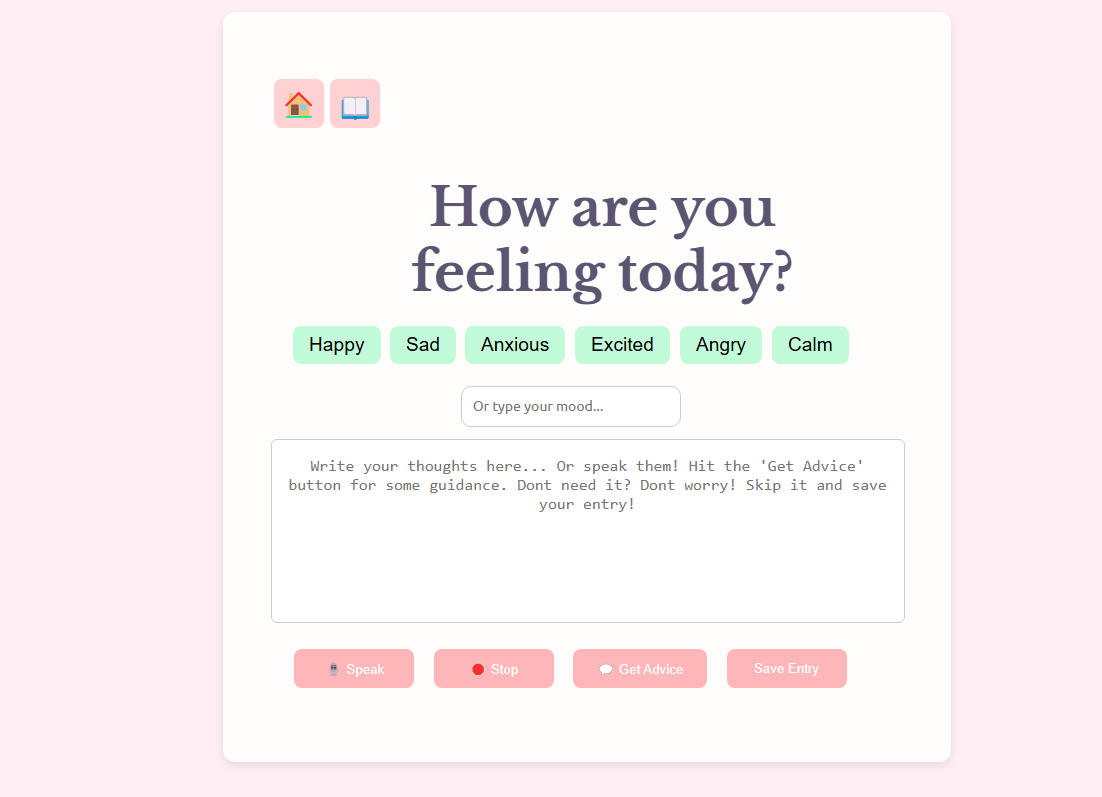 How are you
feeling today?
Happy Sad Anxious Excited Angry Calm
Or type your mood...
Write your thoughts here... Or speak them! Hit the 'Get Advice'
button for some guidance. Dont need it? Dont worry! Skip it and save
your entry!
Speak Stop Get Advice Save Entry